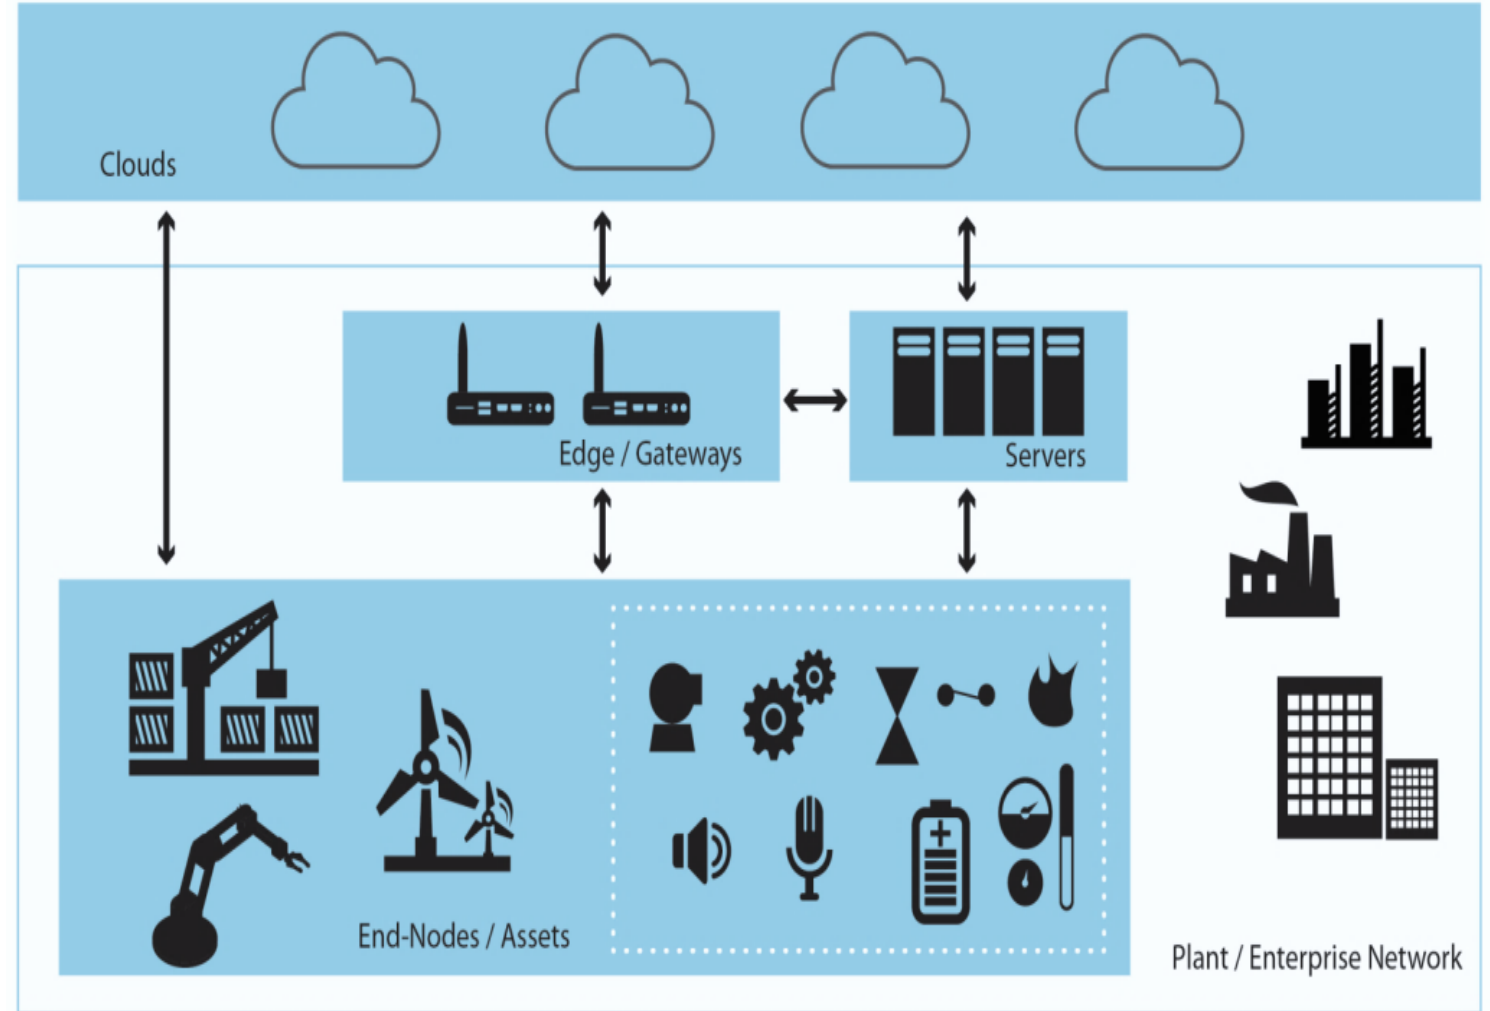 Clouds
Edge / Gateways
Servers
End-Nodes / Assets
Plant / Enterprise Network